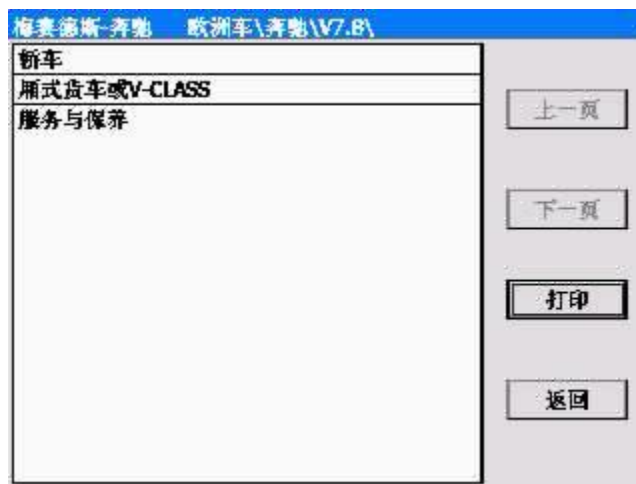 梅赛德斯-奔驰 欧洲车\奔驰\V7.8\
轿车
厢式货车或V-CLASS
服务与保养
上一页
下一页
打印
返回